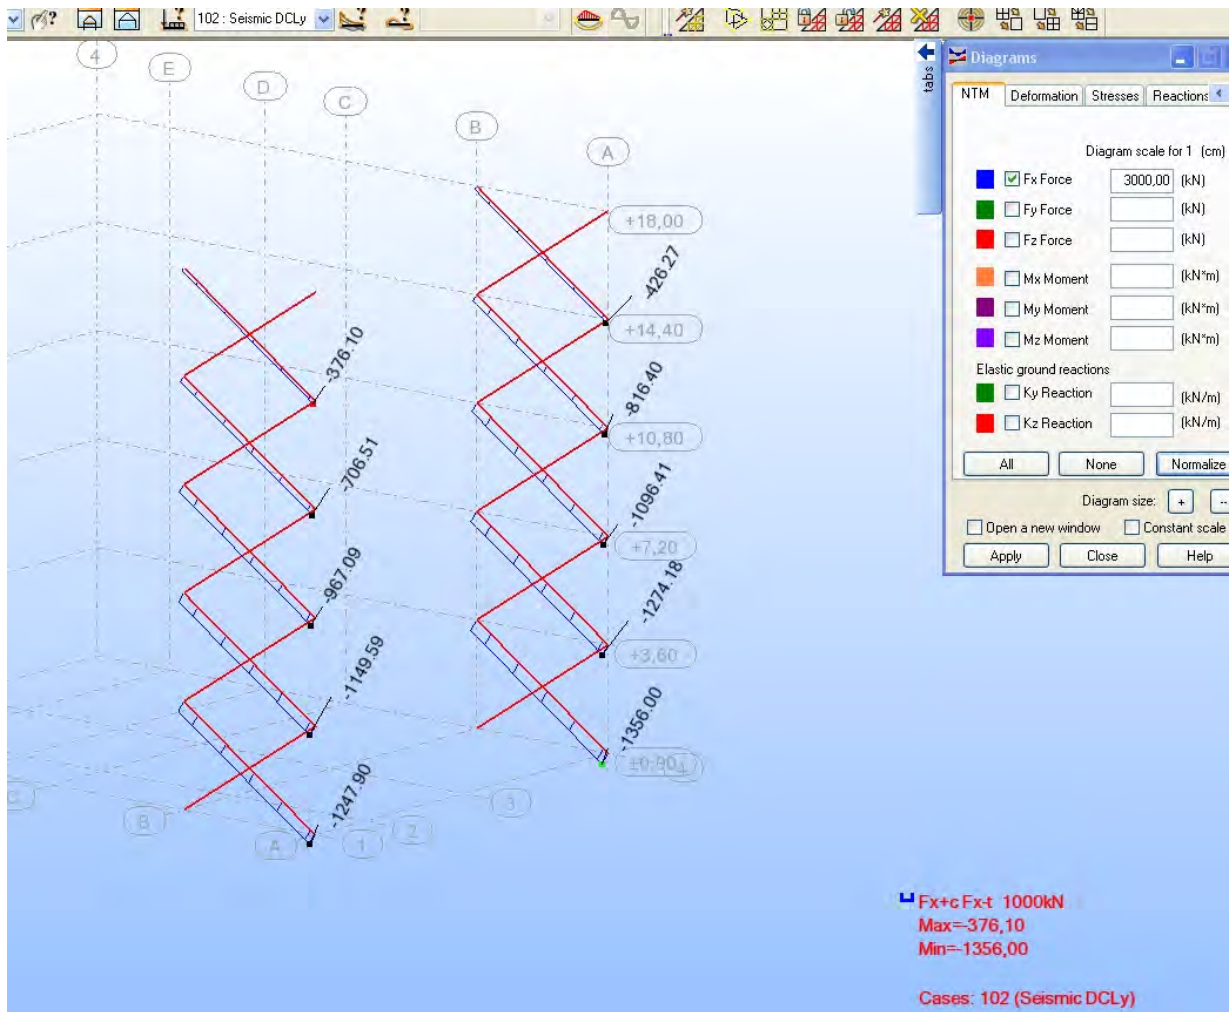 102 : Seismic DCLy
tabs
Diagrams
NTM
Deformation
Stresses
Reactions
Diagram scale for 1 (cm)
Fx Force
3000,00
(kN)
Fy Force
(kN)
Fz Force
(kN)
Mx Moment
(kN*m)
My Moment
(kN*m)
Mz Moment
(kN*m)
Elastic ground reactions
Ky Reaction
(kN/m)
Kz Reaction
(kN/m)
All
None
Normalize
Diagram size:
+
--
Open a new window
Constant scale
Apply
Close
Help
4
E
D
C
B
A
+18,00
-426.27
+14,40
-376.10
-816.40
+10,80
-706.51
-1096.41
+7,20
-967.09
-1274.18
+3,60
-1149.59
-1356.00
-1247.90
B
A
1
2
3
Fx+c Fx-t 1000kN
Max=-376,10
Min=-1356,00
Cases: 102 (Seismic DCLy)